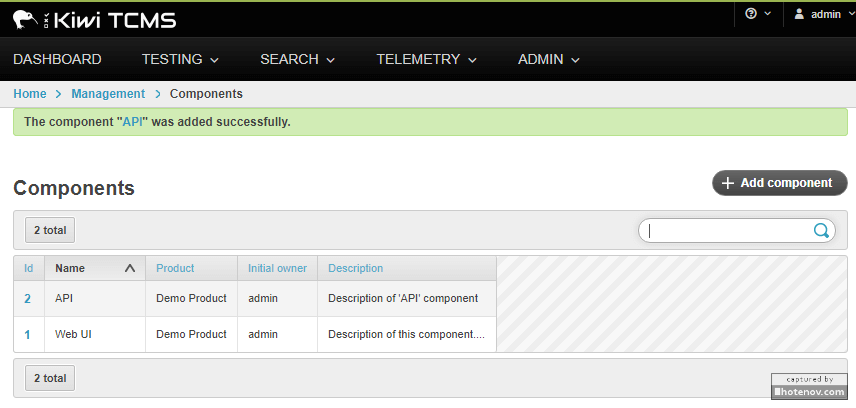 Kiwi TCMS
admin
DASHBOARD TESTING SEARCH TELEMETRY ADMIN
Home > Management > Components
The component "API" was added successfully.
Components
+ Add component
2 total
Id Name Product Initial owner Description
2 API Demo Product admin Description of 'API' component
1 Web UI Demo Product admin Description of this component....
2 total
captured by
hotenov.com